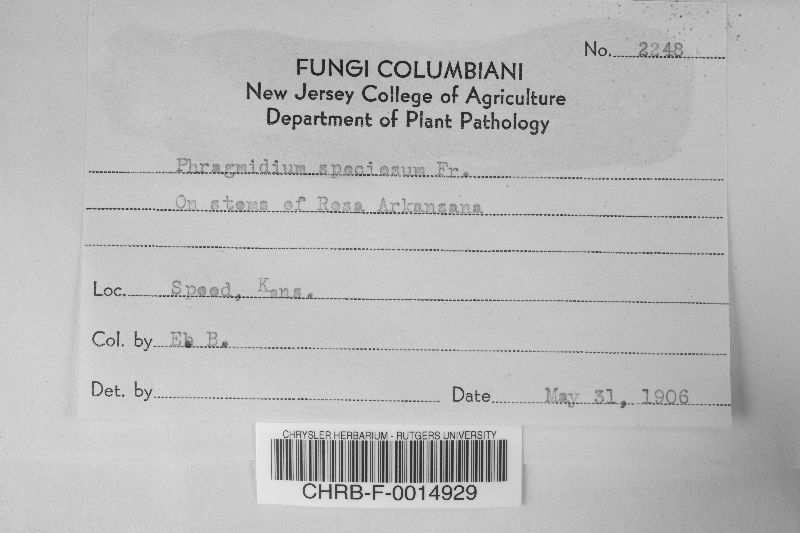 No. 2248
FUNGI COLUMBIANI
New Jersey College of Agriculture
Department of Plant Pathology
Phragmidium speciosum Fr.
On stems of Rosa Arkansana
Loc. Speed, Kans.
Col. by Eb B.
Det. by
Date May 31, 1906
CHRYSLER HERBARIUM - RUTGERS UNIVERSITY
CHRB-F-0014929